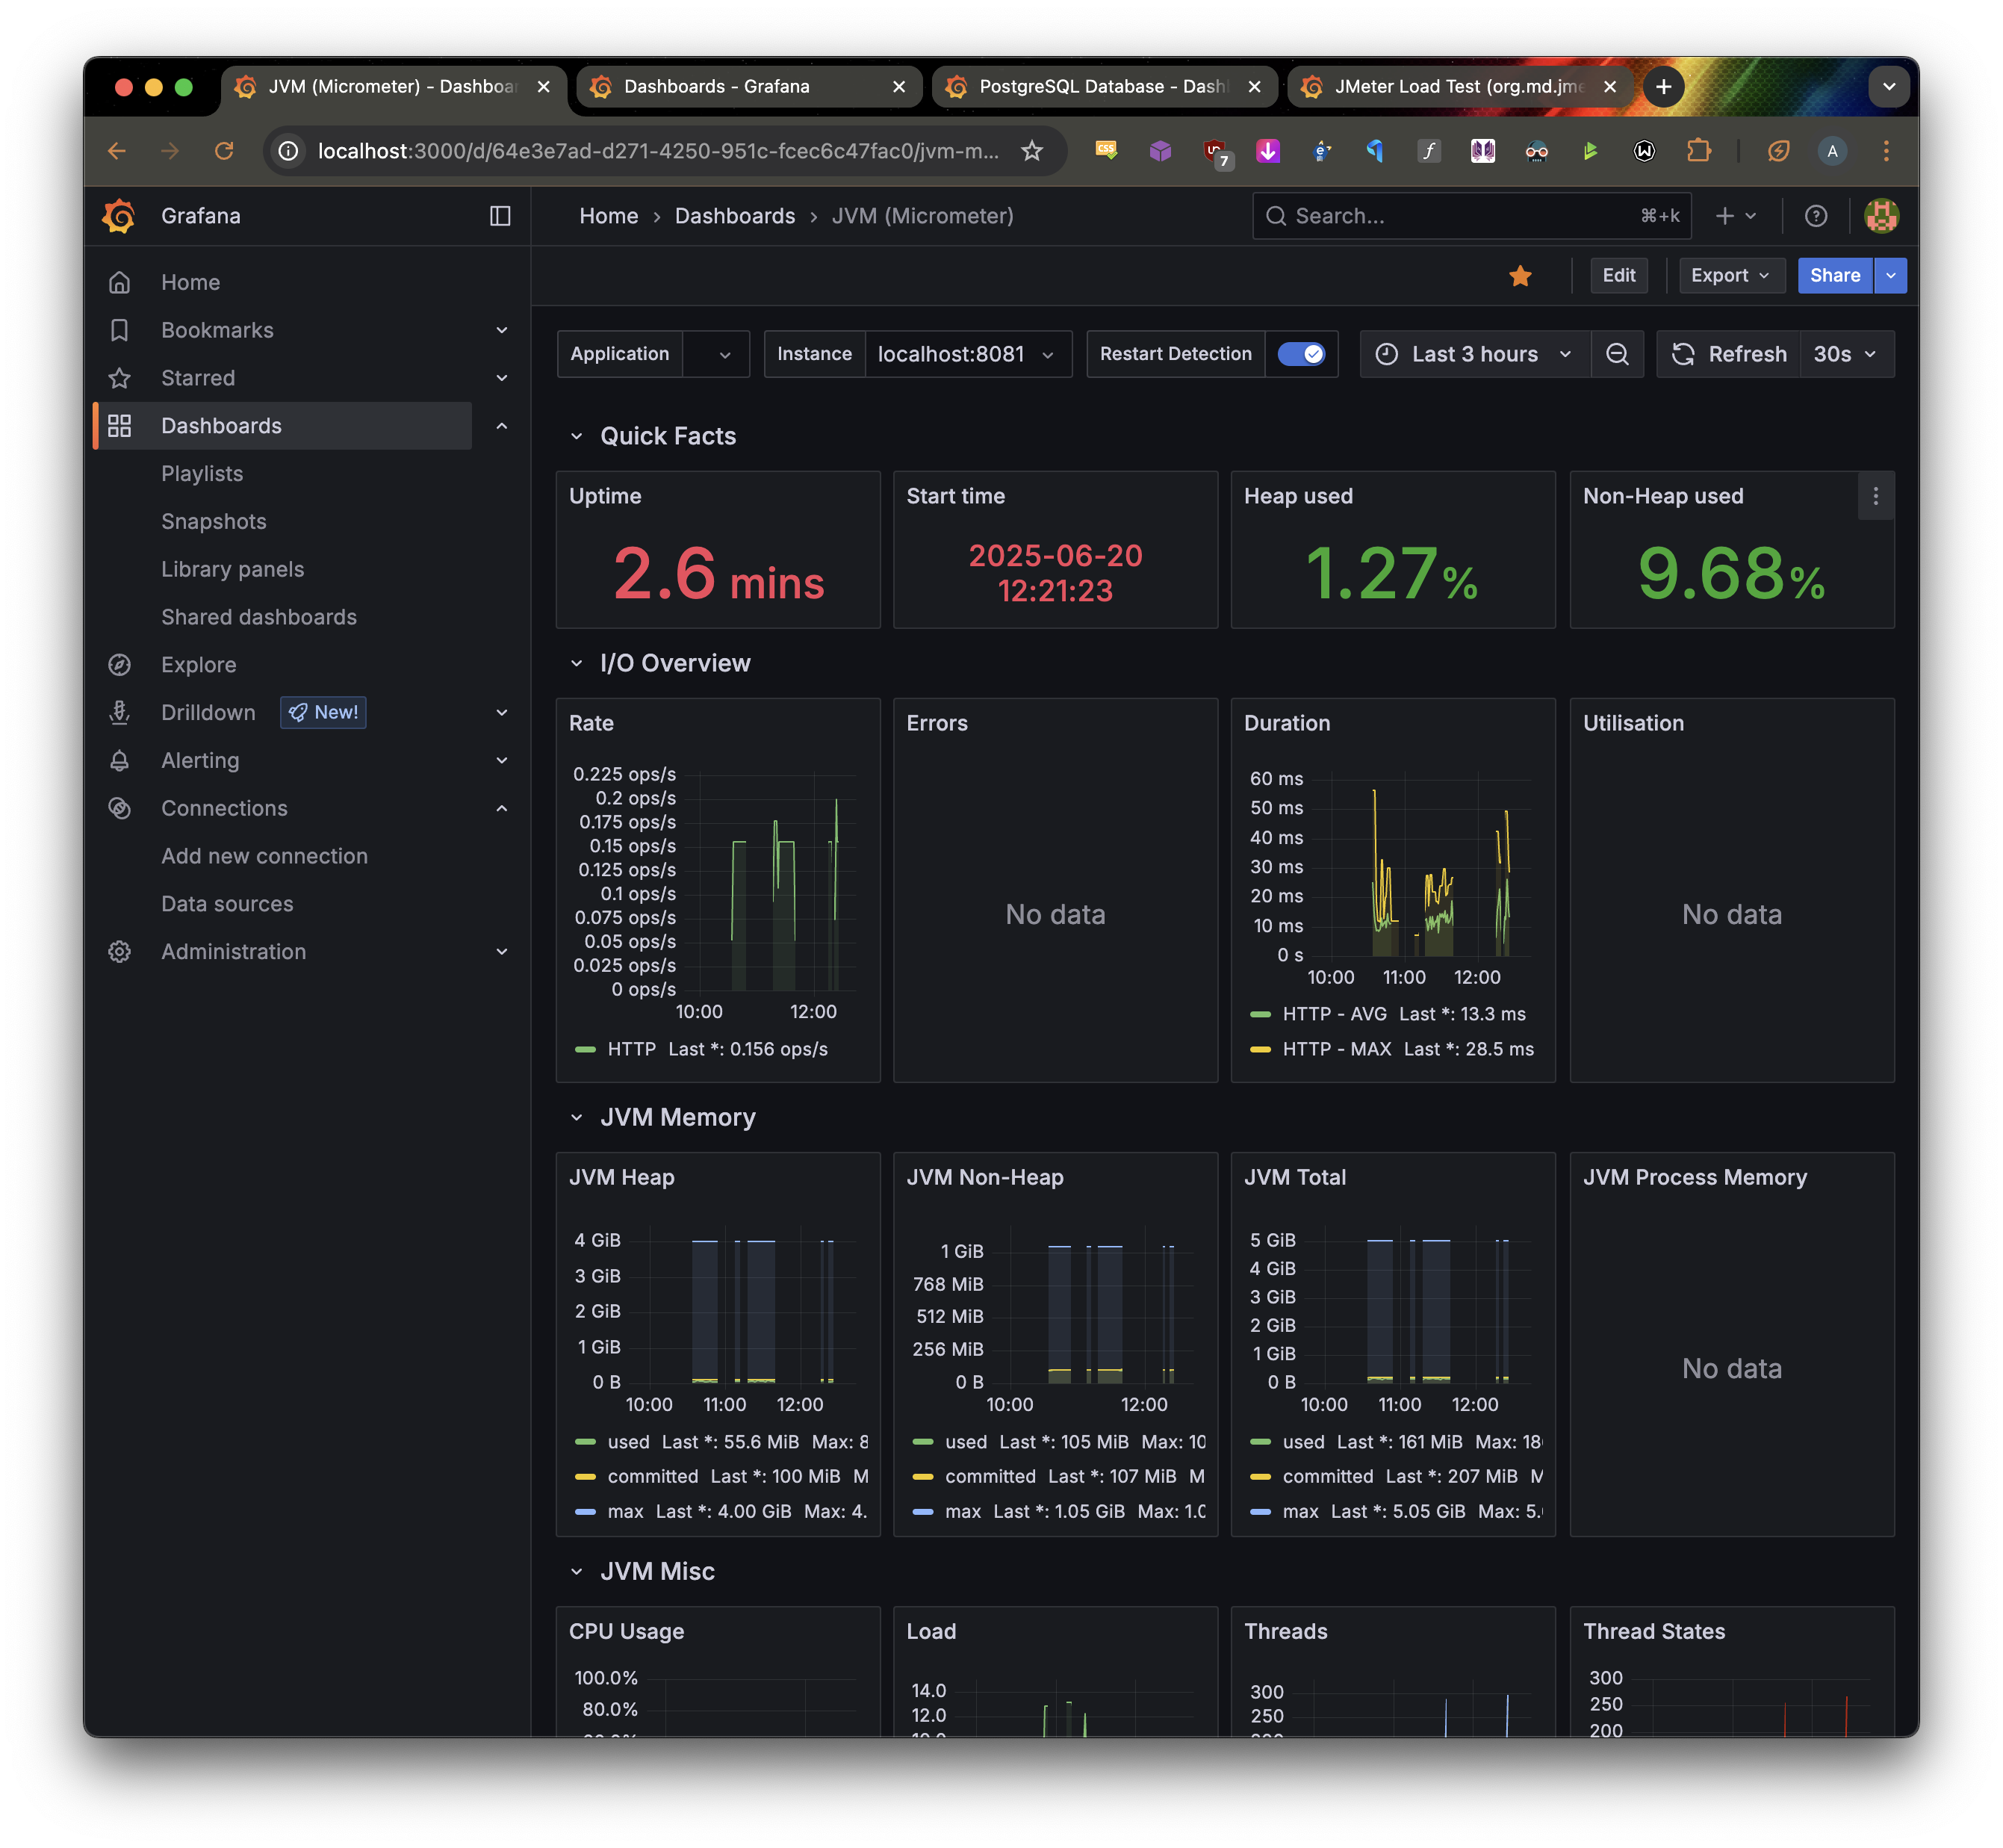 JVM (Micrometer) - Dashboar
Dashboards - Grafana
PostgreSQL Database - Dash
JMeter Load Test (org.md.jme
localhost:3000/d/64e3e7ad-d271-4250-951c-fcec6c47fac0/jvm-m...
7
A
Grafana
Home › Dashboards › JVM (Micrometer)
Search...
⌘+k
Edit
Export
Share
Home
Bookmarks
Starred
Dashboards
Playlists
Snapshots
Library panels
Shared dashboards
Explore
Drilldown
New!
Alerting
Connections
Add new connection
Data sources
Administration
Application
Instance
localhost:8081
Restart Detection
Last 3 hours
Refresh
30s
Quick Facts
Uptime
2.6 mins
Start time
2025-06-20
12:21:23
Heap used
1.27%
Non-Heap used
9.68%
I/O Overview
Rate
0.225 ops/s
0.2 ops/s
0.175 ops/s
0.15 ops/s
0.125 ops/s
0.1 ops/s
0.075 ops/s
0.05 ops/s
0.025 ops/s
0 ops/s
10:00 12:00
HTTP Last *: 0.156 ops/s
Errors
No data
Duration
60 ms
50 ms
40 ms
30 ms
20 ms
10 ms
0 s
10:00 11:00 12:00
HTTP - AVG Last *: 13.3 ms
HTTP - MAX Last *: 28.5 ms
Utilisation
No data
JVM Memory
JVM Heap
4 GiB
3 GiB
2 GiB
1 GiB
0 B
10:00 11:00 12:00
used Last *: 55.6 MiB Max: 8
committed Last *: 100 MiB M
max Last *: 4.00 GiB Max: 4.
JVM Non-Heap
1 GiB
768 MiB
512 MiB
256 MiB
0 B
10:00 12:00
used Last *: 105 MiB Max: 10
committed Last *: 107 MiB M
max Last *: 1.05 GiB Max: 1.0
JVM Total
5 GiB
4 GiB
3 GiB
2 GiB
1 GiB
0 B
10:00 11:00 12:00
used Last *: 161 MiB Max: 18
committed Last *: 207 MiB M
max Last *: 5.05 GiB Max: 5.
JVM Process Memory
No data
JVM Misc
CPU Usage
100.0%
80.0%
Load
14.0
12.0
Threads
300
250
Thread States
300
250
200